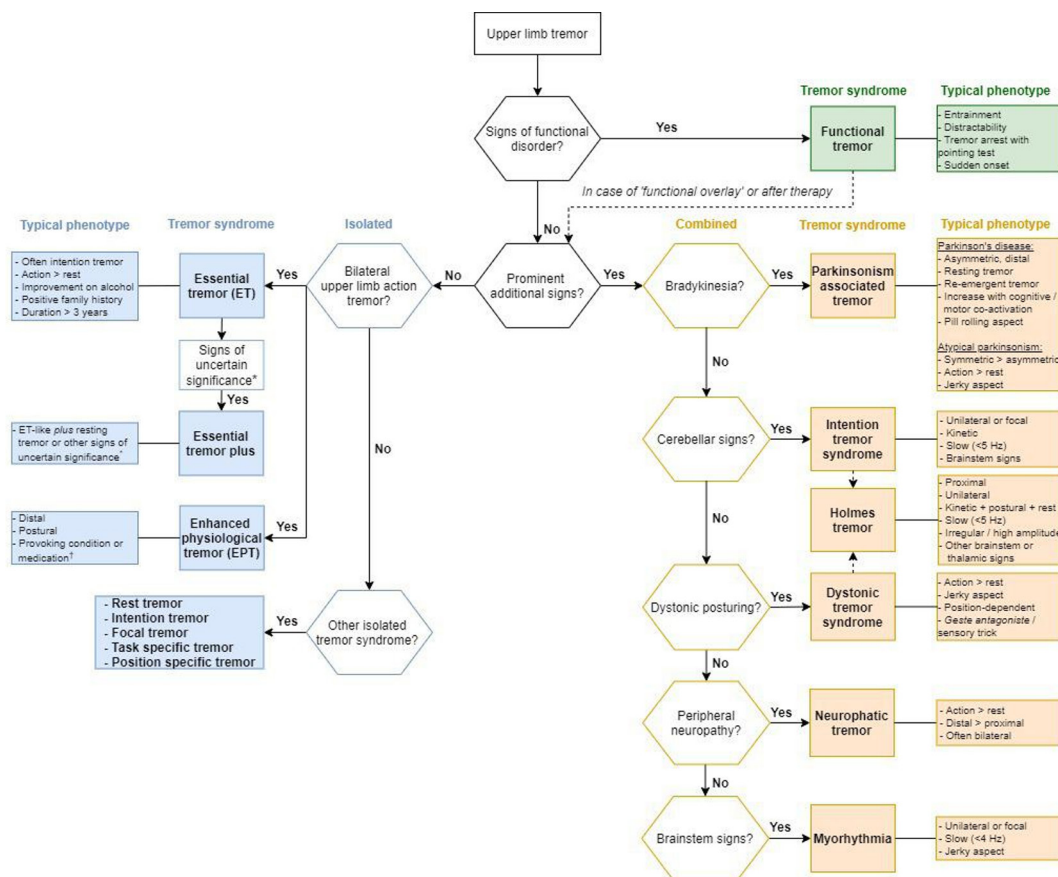 Upper limb tremor
Signs of functional
disorder?
Yes
Tremor syndrome
Functional
tremor
Typical phenotype
- Entrainment
- Distractability
- Tremor arrest with
pointing test
- Sudden onset
In case of 'functional overlay' or after therapy
No
Prominent
additional signs?
No
Yes
Typical phenotype
Tremor syndrome
Isolated
- Often intention tremor
- Action > rest
- Improvement on alcohol
- Positive family history
- Duration > 3 years
Essential
tremor (ET)
Yes
Bilateral
upper limb action
tremor?
Signs of
uncertain
significance*
Yes
- ET-like plus resting
tremor or other signs of
uncertain significance*
Essential
tremor plus
No
- Distal
- Postural
- Provoking condition or
medication†
Enhanced
physiological
tremor (EPT)
Yes
- Rest tremor
- Intention tremor
- Focal tremor
- Task specific tremor
- Position specific tremor
Yes
Other isolated
tremor syndrome?
Combined
Tremor syndrome
Typical phenotype
Bradykinesia?
Yes
Parkinsonism
associated
tremor
Parkinson's disease:
- Asymmetric, distal
- Resting tremor
- Re-emergent tremor
- Increase with cognitive /
motor co-activation
- Pill rolling aspect
Atypical parkinsonism:
- Symmetric > asymmetric
- Action > rest
- Jerky aspect
No
Cerebellar signs?
Yes
Intention
tremor
syndrome
- Unilateral or focal
- Kinetic
- Slow (<5 Hz)
- Brainstem signs
Holmes
tremor
- Proximal
- Unilateral
- Kinetic + postural + rest
- Slow (<5 Hz)
- Irregular / high amplitude
- Other brainstem or
thalamic signs
No
Dystonic posturing?
Yes
Dystonic
tremor
syndrome
- Action > rest
- Jerky aspect
- Position-dependent
- Geste antagoniste /
sensory trick
No
Peripheral
neuropathy?
Yes
Neurophatic
tremor
- Action > rest
- Distal > proximal
- Often bilateral
No
Brainstem signs?
Yes
Myorhythmia
- Unilateral or focal
- Slow (<4 Hz)
- Jerky aspect